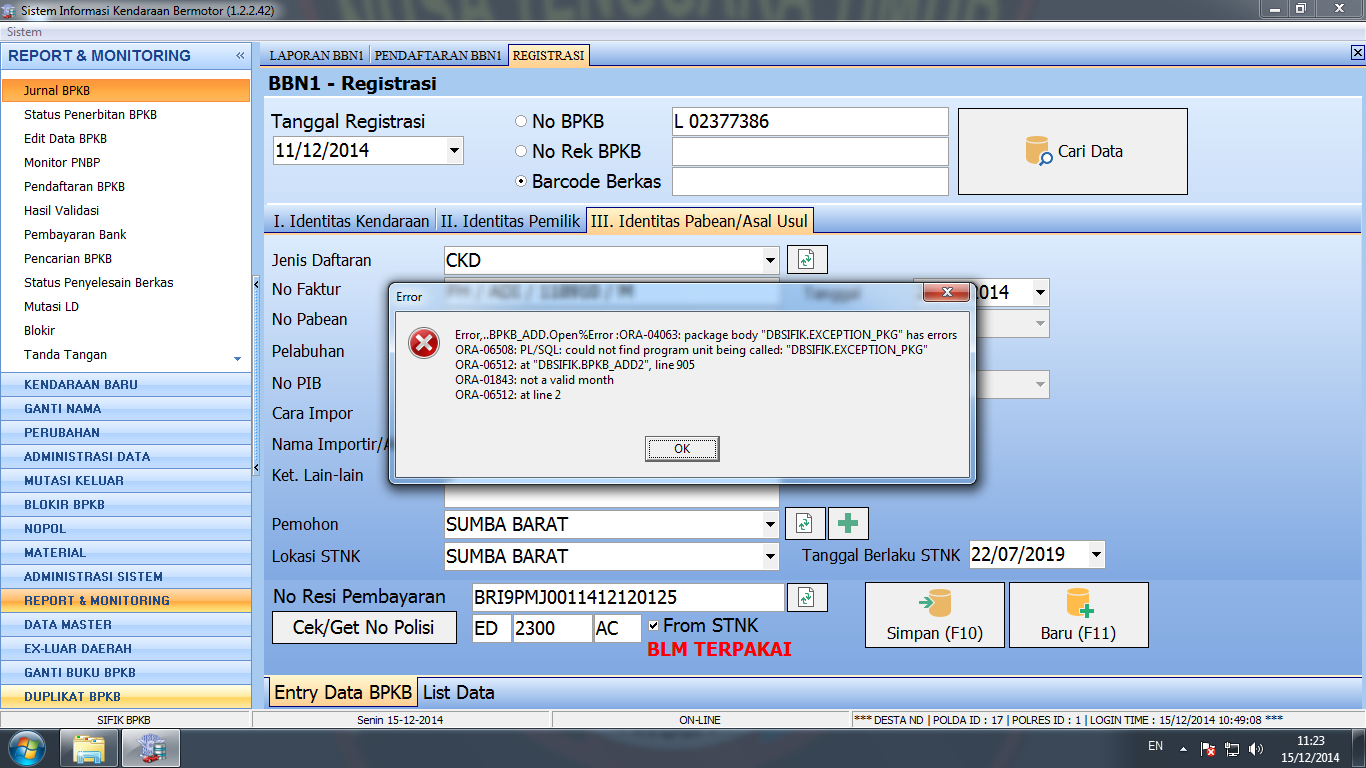 Sistem Informasi Kendaraan Bermotor (1.2.2.42)
Sistem
REPORT & MONITORING
LAPORAN BBN1
PENDAFTARAN BBN1
REGISTRASI
Jurnal BPKB
Status Penerbitan BPKB
Edit Data BPKB
Monitor PNBP
Pendaftaran BPKB
Hasil Validasi
Pembayaran Bank
Pencarian BPKB
Status Penyelesain Berkas
Mutasi LD
Blokir
Tanda Tangan
KENDARAAN BARU
GANTI NAMA
PERUBAHAN
ADMINISTRASI DATA
MUTASI KELUAR
BLOKIR BPKB
NOPOL
MATERIAL
ADMINISTRASI SISTEM
REPORT & MONITORING
DATA MASTER
EX-LUAR DAERAH
GANTI BUKU BPKB
DUPLIKAT BPKB
BBN1 - Registrasi
Tanggal Registrasi
11/12/2014
No BPKB
L 02377386
No Rek BPKB
Barcode Berkas
Cari Data
I. Identitas Kendaraan
II. Identitas Pemilik
III. Identitas Pabean/Asal Usul
Jenis Daftaran
CKD
No Faktur
2014
No Pabean
Pelabuhan
No PIB
Cara Impor
Nama Importir/
Ket. Lain-lain
Error
Error,..BPKB_ADD.Open%Error :ORA-04063: package body "DBSIFIK.EXCEPTION_PKG" has errors
ORA-06508: PL/SQL: could not find program unit being called: "DBSIFIK.EXCEPTION_PKG"
ORA-06512: at "DBSIFIK.BPKB_ADD2", line 905
ORA-01843: not a valid month
ORA-06512: at line 2
OK
Pemohon
SUMBA BARAT
Lokasi STNK
SUMBA BARAT
Tanggal Berlaku STNK
22/07/2019
No Resi Pembayaran
BRI9PMJ0011412120125
Cek/Get No Polisi
ED
2300
AC
From STNK
BLM TERPAKAI
Simpan (F10)
Baru (F11)
Entry Data BPKB
List Data
SIFIK BPKB
Senin 15-12-2014
ON-LINE
*** DESTA ND | POLDA ID : 17 | POLRES ID : 1 | LOGIN TIME : 15/12/2014 10:49:08 ***
EN
11:23
15/12/2014